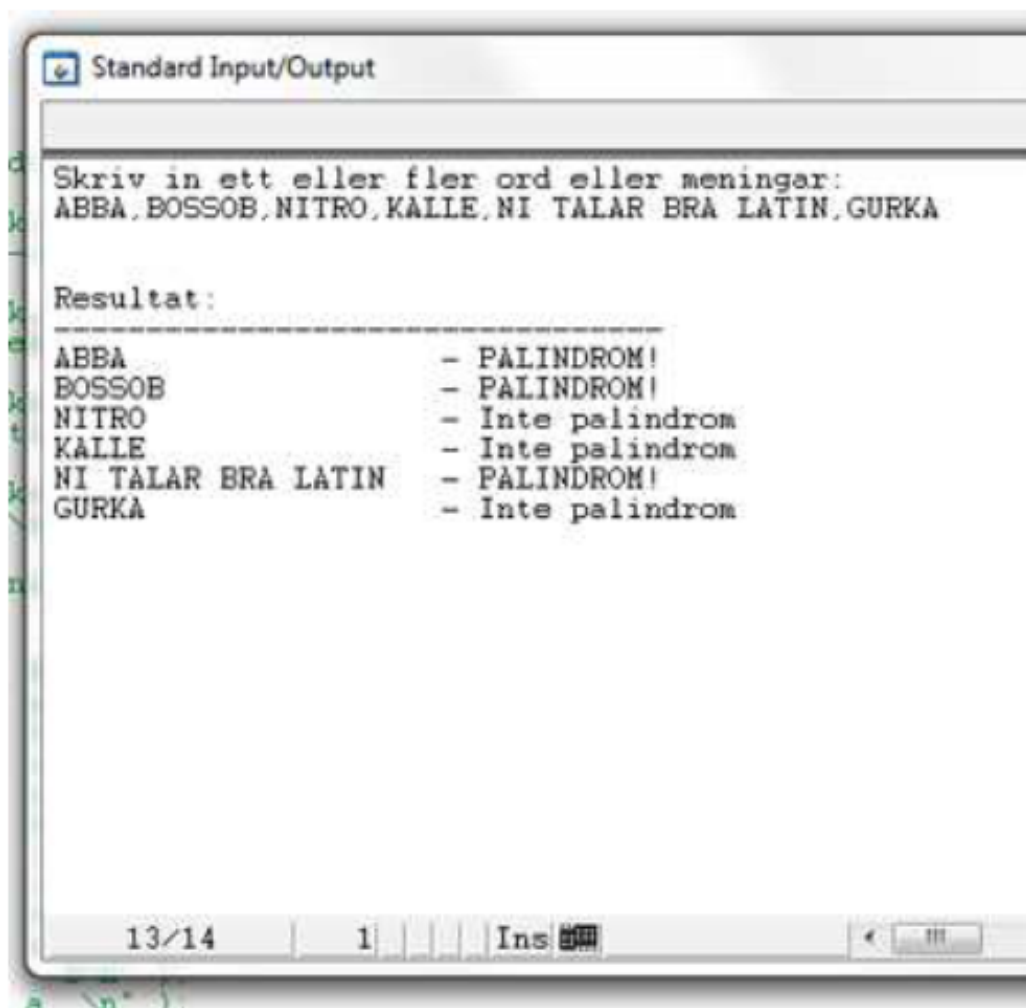 Standard Input/Output
Skriv in ett eller fler ord eller meningar:
ABBA,BOSSOB,NITRO,KALLE,NI TALAR BRA LATIN,GURKA
Resultat:
---------------------------------
ABBA - PALINDROM!
BOSSOB - PALINDROM!
NITRO - Inte palindrom
KALLE - Inte palindrom
NI TALAR BRA LATIN - PALINDROM!
GURKA - Inte palindrom
13/14 1 Ins